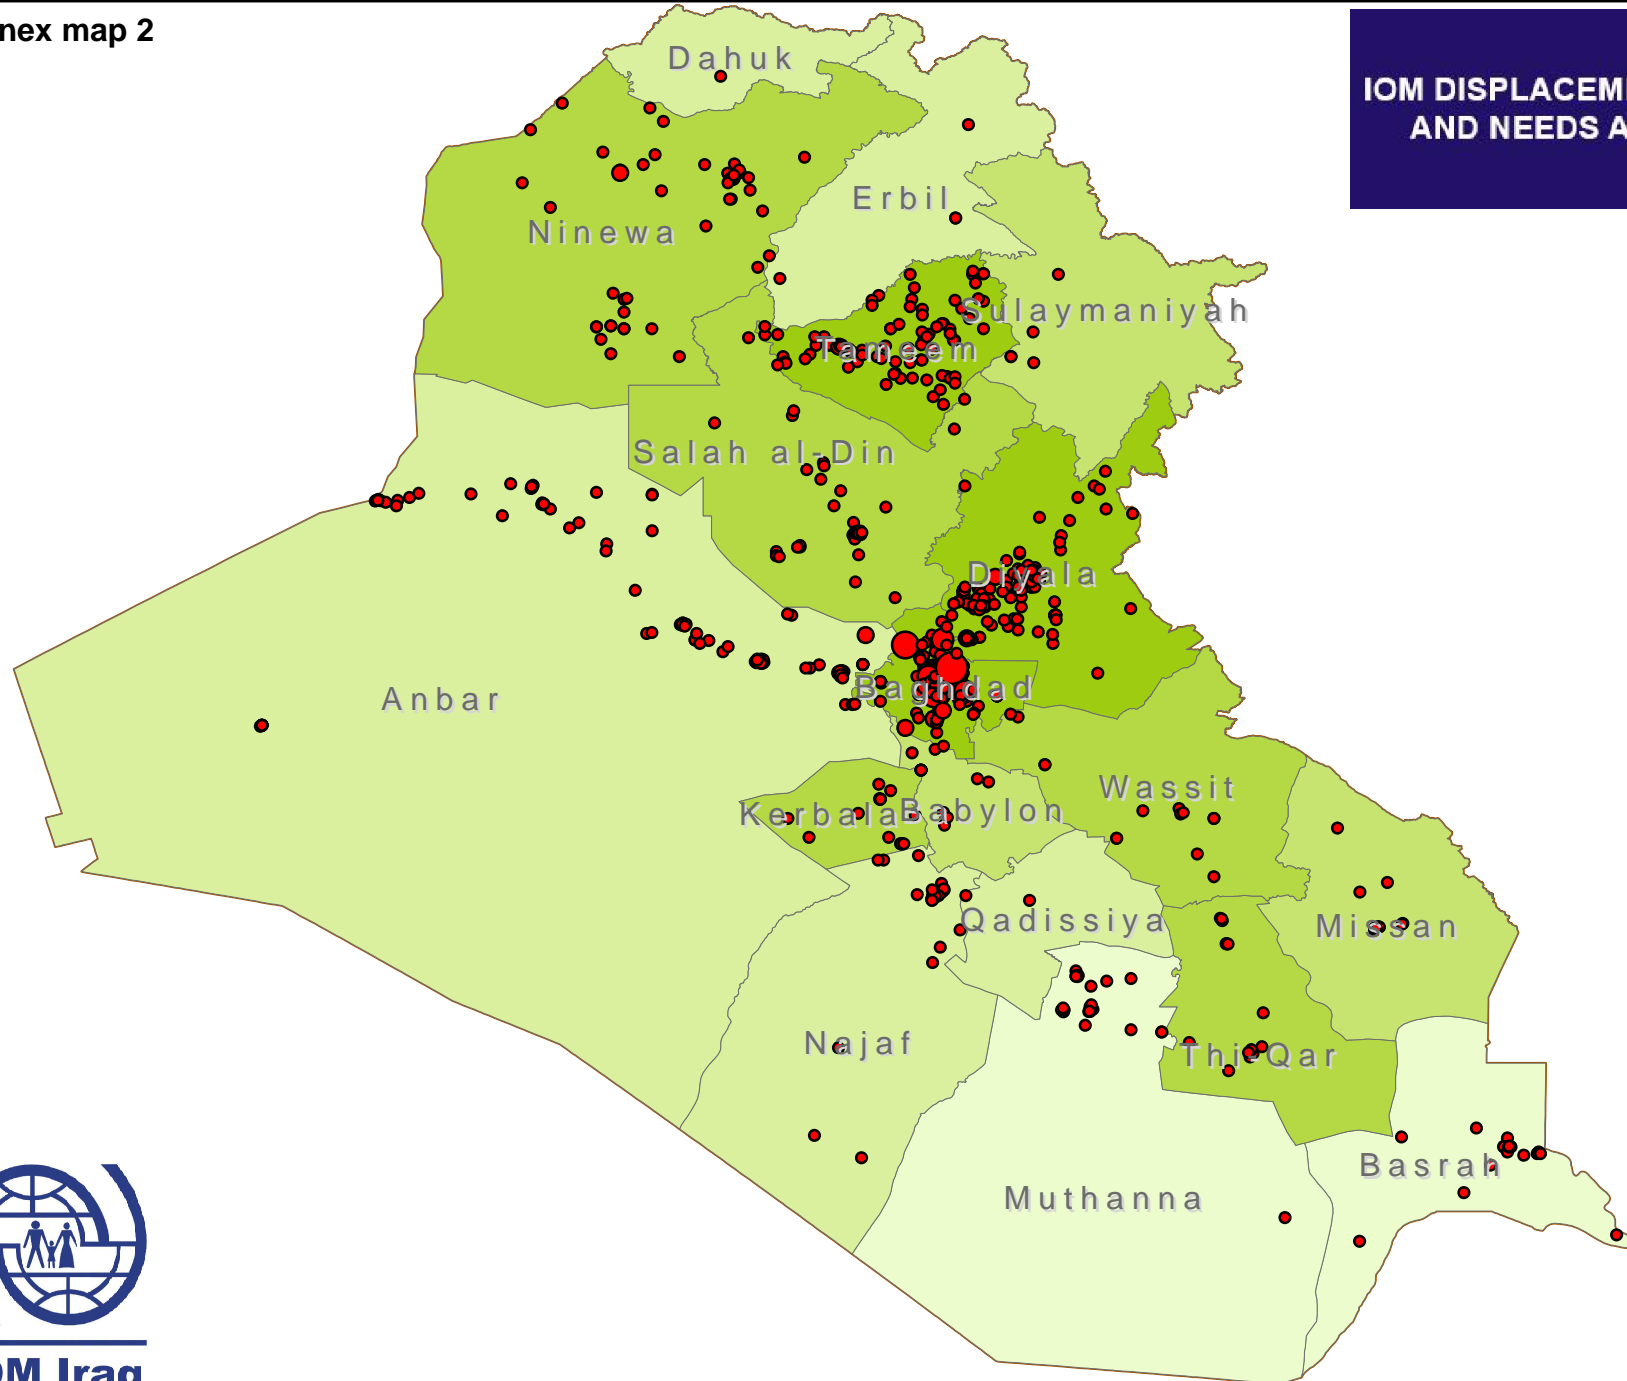 nex map 2
IOM DISPLACEM
AND NEEDS A
Dahuk
Erbil
Ninewa
Sulaymaniyah
Tameem
Salah al-Din
Diyala
Baghdad
Anbar
Wassit
Kerbala
Babylon
Qadissiya
Missan
Najaf
Thi-Qar
Basrah
Muthanna
OM Iraq